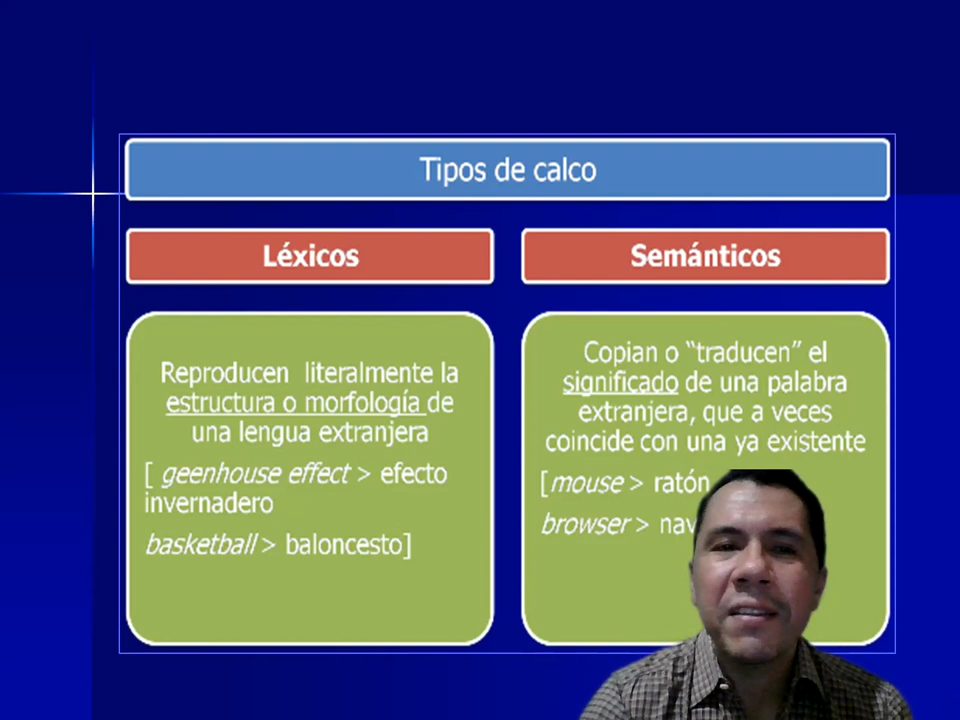 Tipos de calco
Léxicos
Reproducen literalmente la
estructura o morfología de
una lengua extranjera
[ geenhouse effect > efecto
invernadero
basketball > baloncesto]
Semánticos
Copian o “traducen” el
significado de una palabra
extranjera, que a veces
coincide con una ya existente
[mouse > ratón
browser >